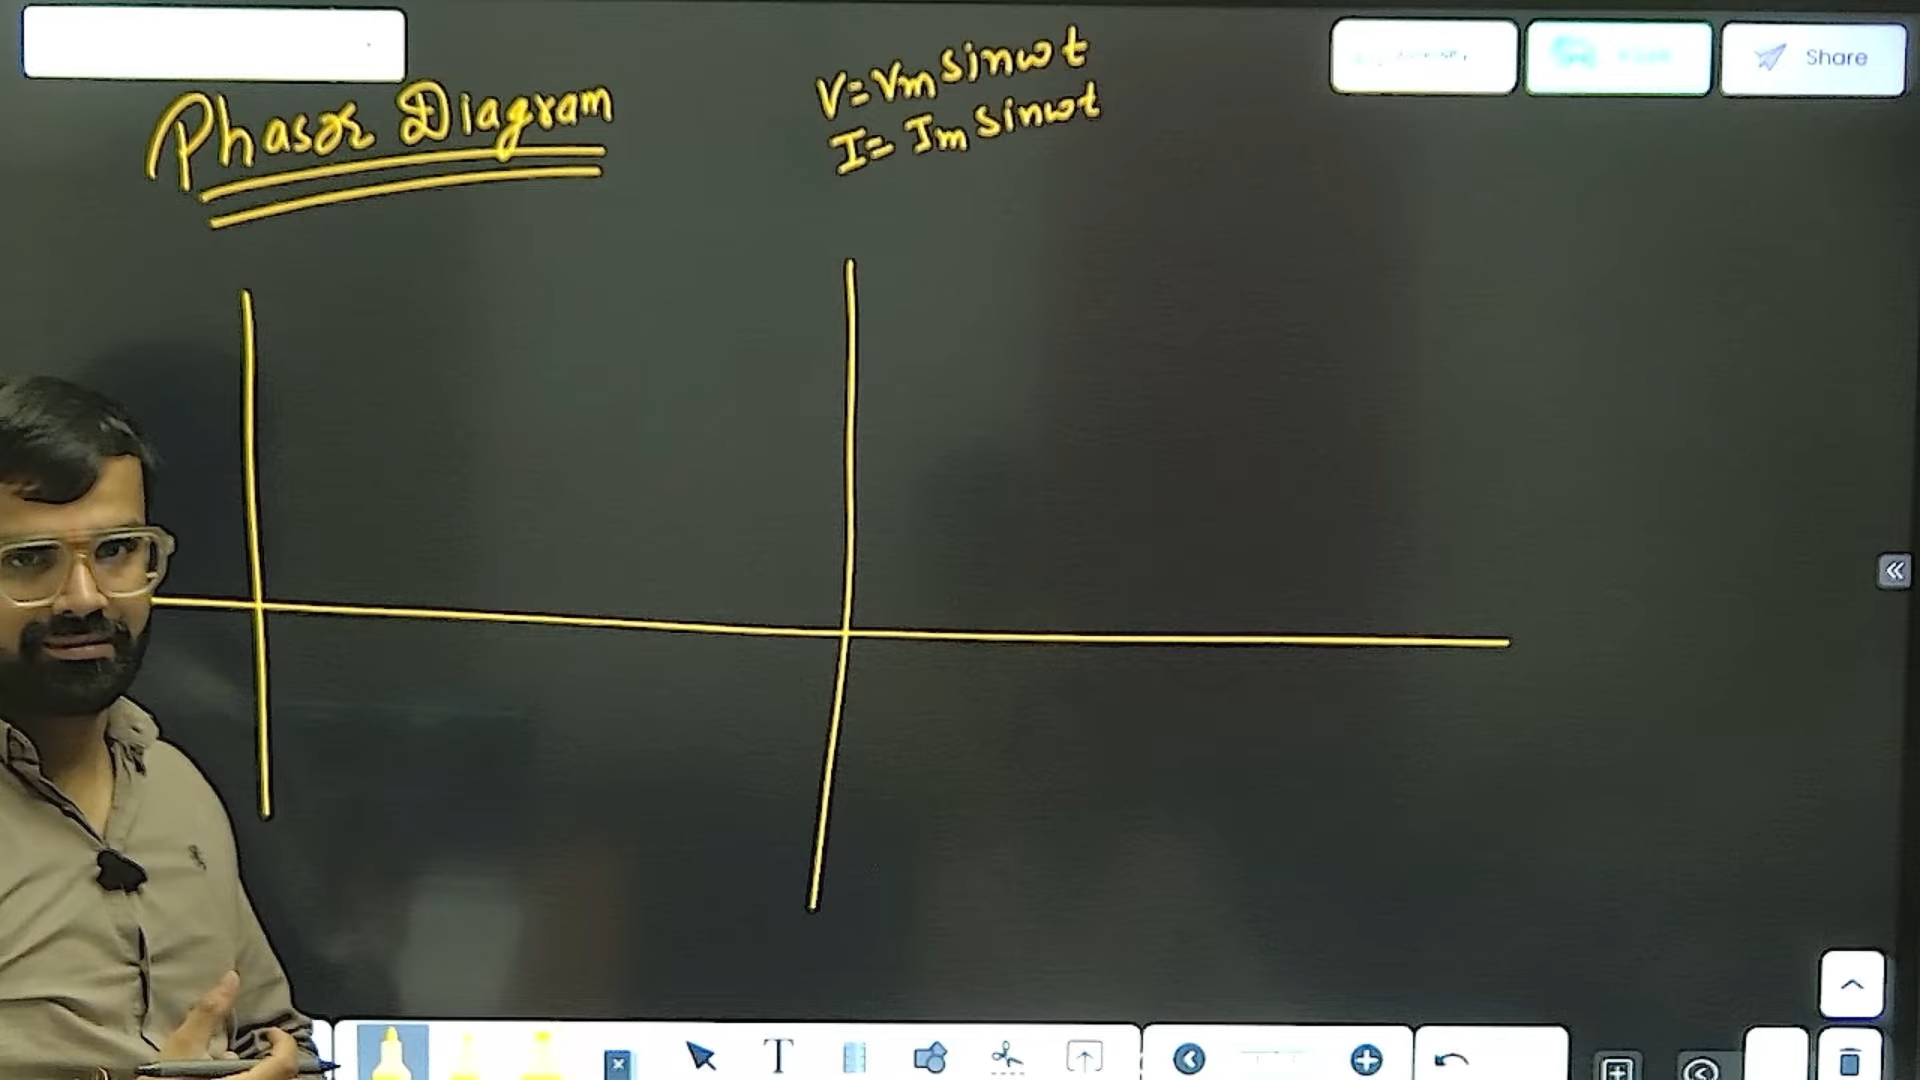 Phasor Diagram
V=Vm sinωt
I= Im sinωt
Share
T